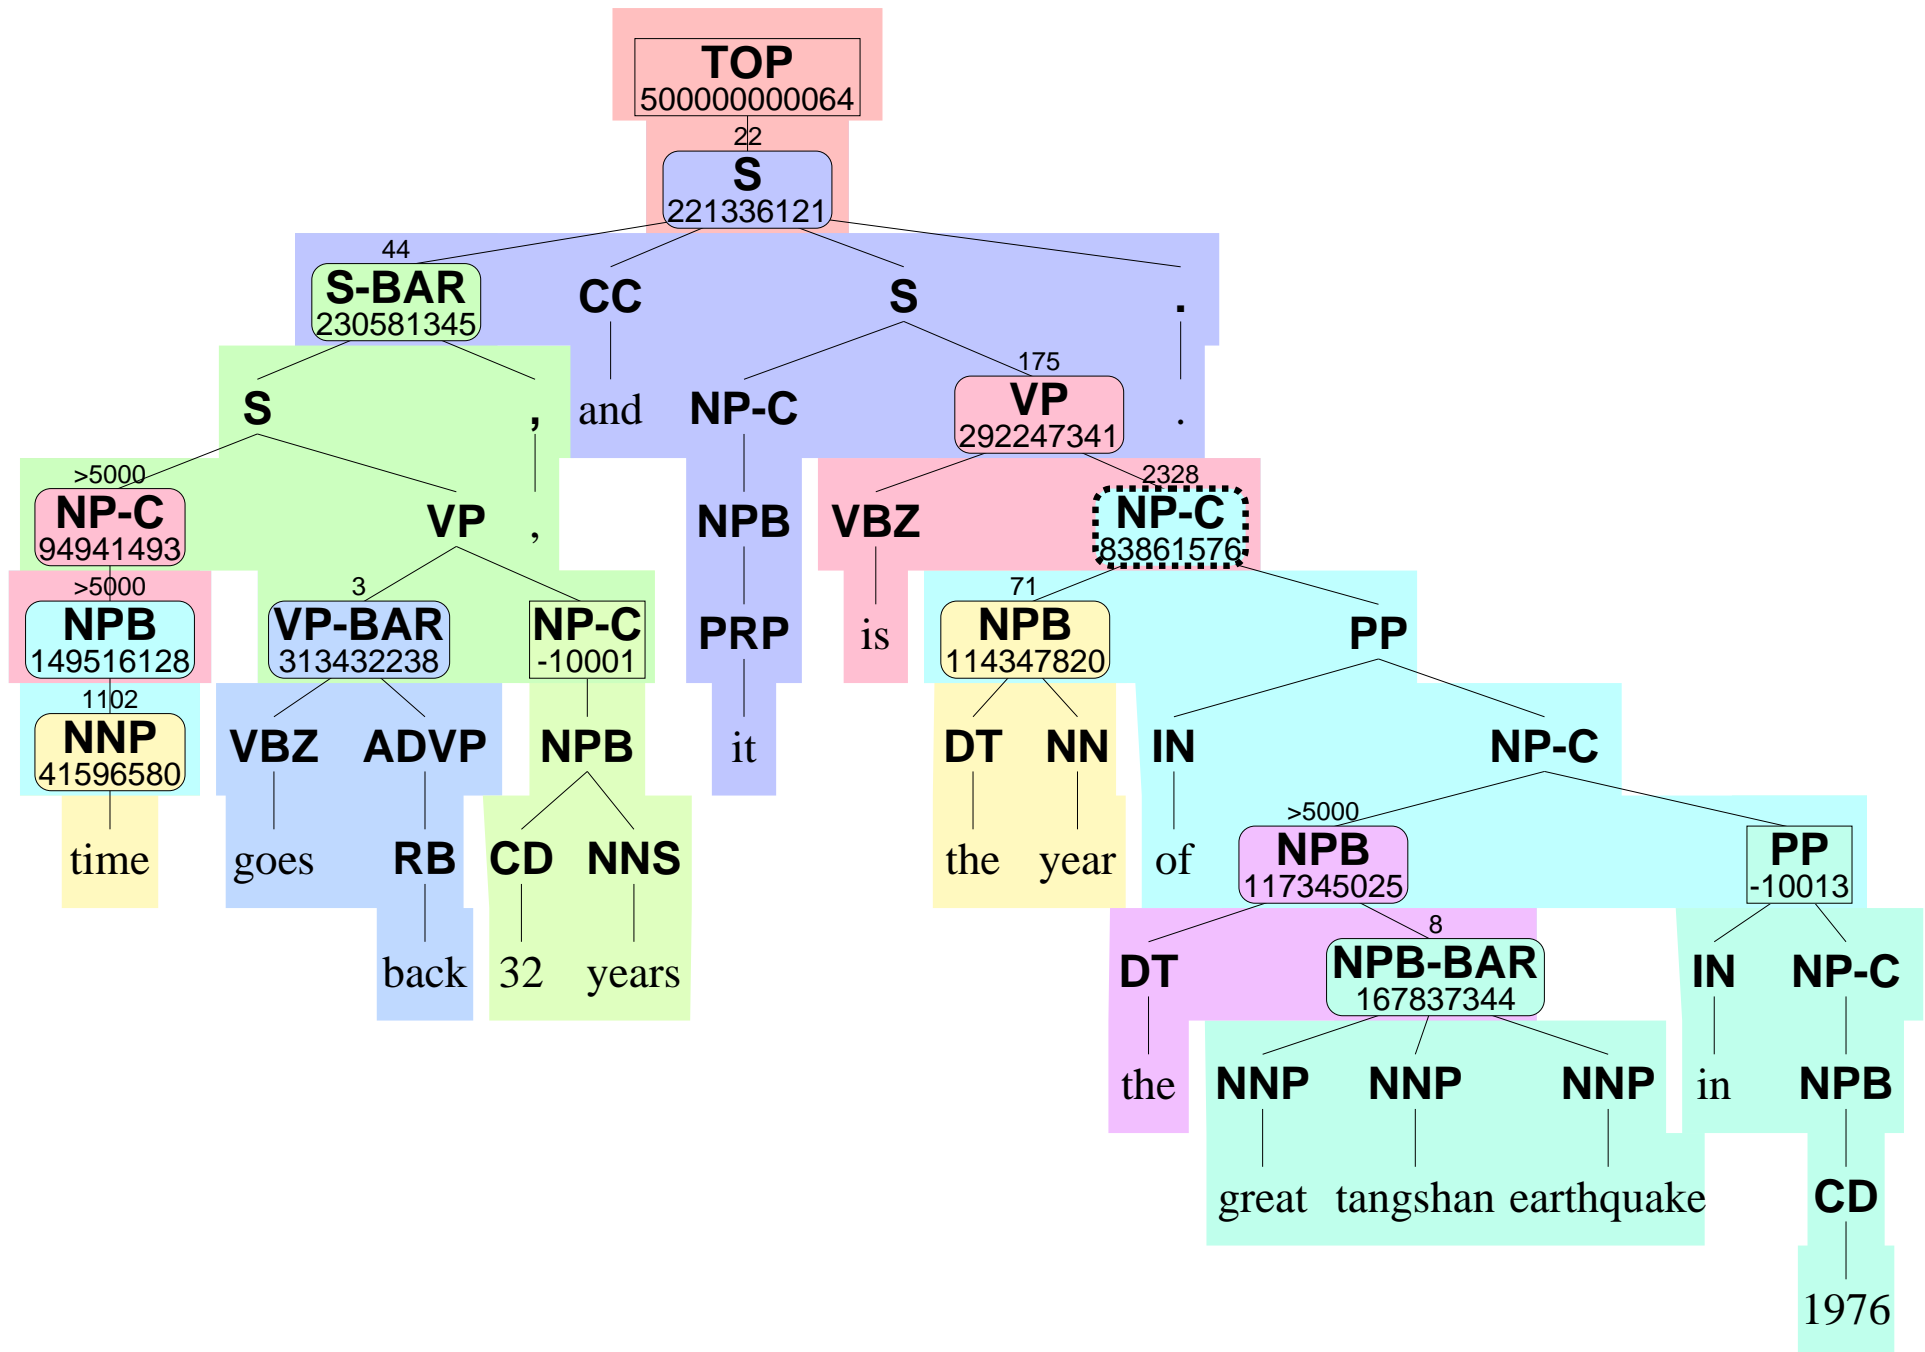 TOP
500000000064
22
S
221336121
44
S-BAR
230581345
CC
S
.
175
S
,
and
NP-C
VP
292247341
.
>5000
NP-C
94941493
VP
,
NPB
VBZ
2328
NP-C
83861576
>5000
NPB
149516128
3
VP-BAR
313432238
NP-C
-10001
PRP
is
71
NPB
114347820
PP
1102
NNP
41596580
VBZ
ADVP
NPB
it
DT
NN
IN
NP-C
time
goes
RB
CD
NNS
the
year
of
>5000
NPB
117345025
PP
-10013
back
32
years
DT
8
NPB-BAR
167837344
IN
NP-C
the
NNP
NNP
NNP
in
NPB
great
tangshan
earthquake
CD
1976